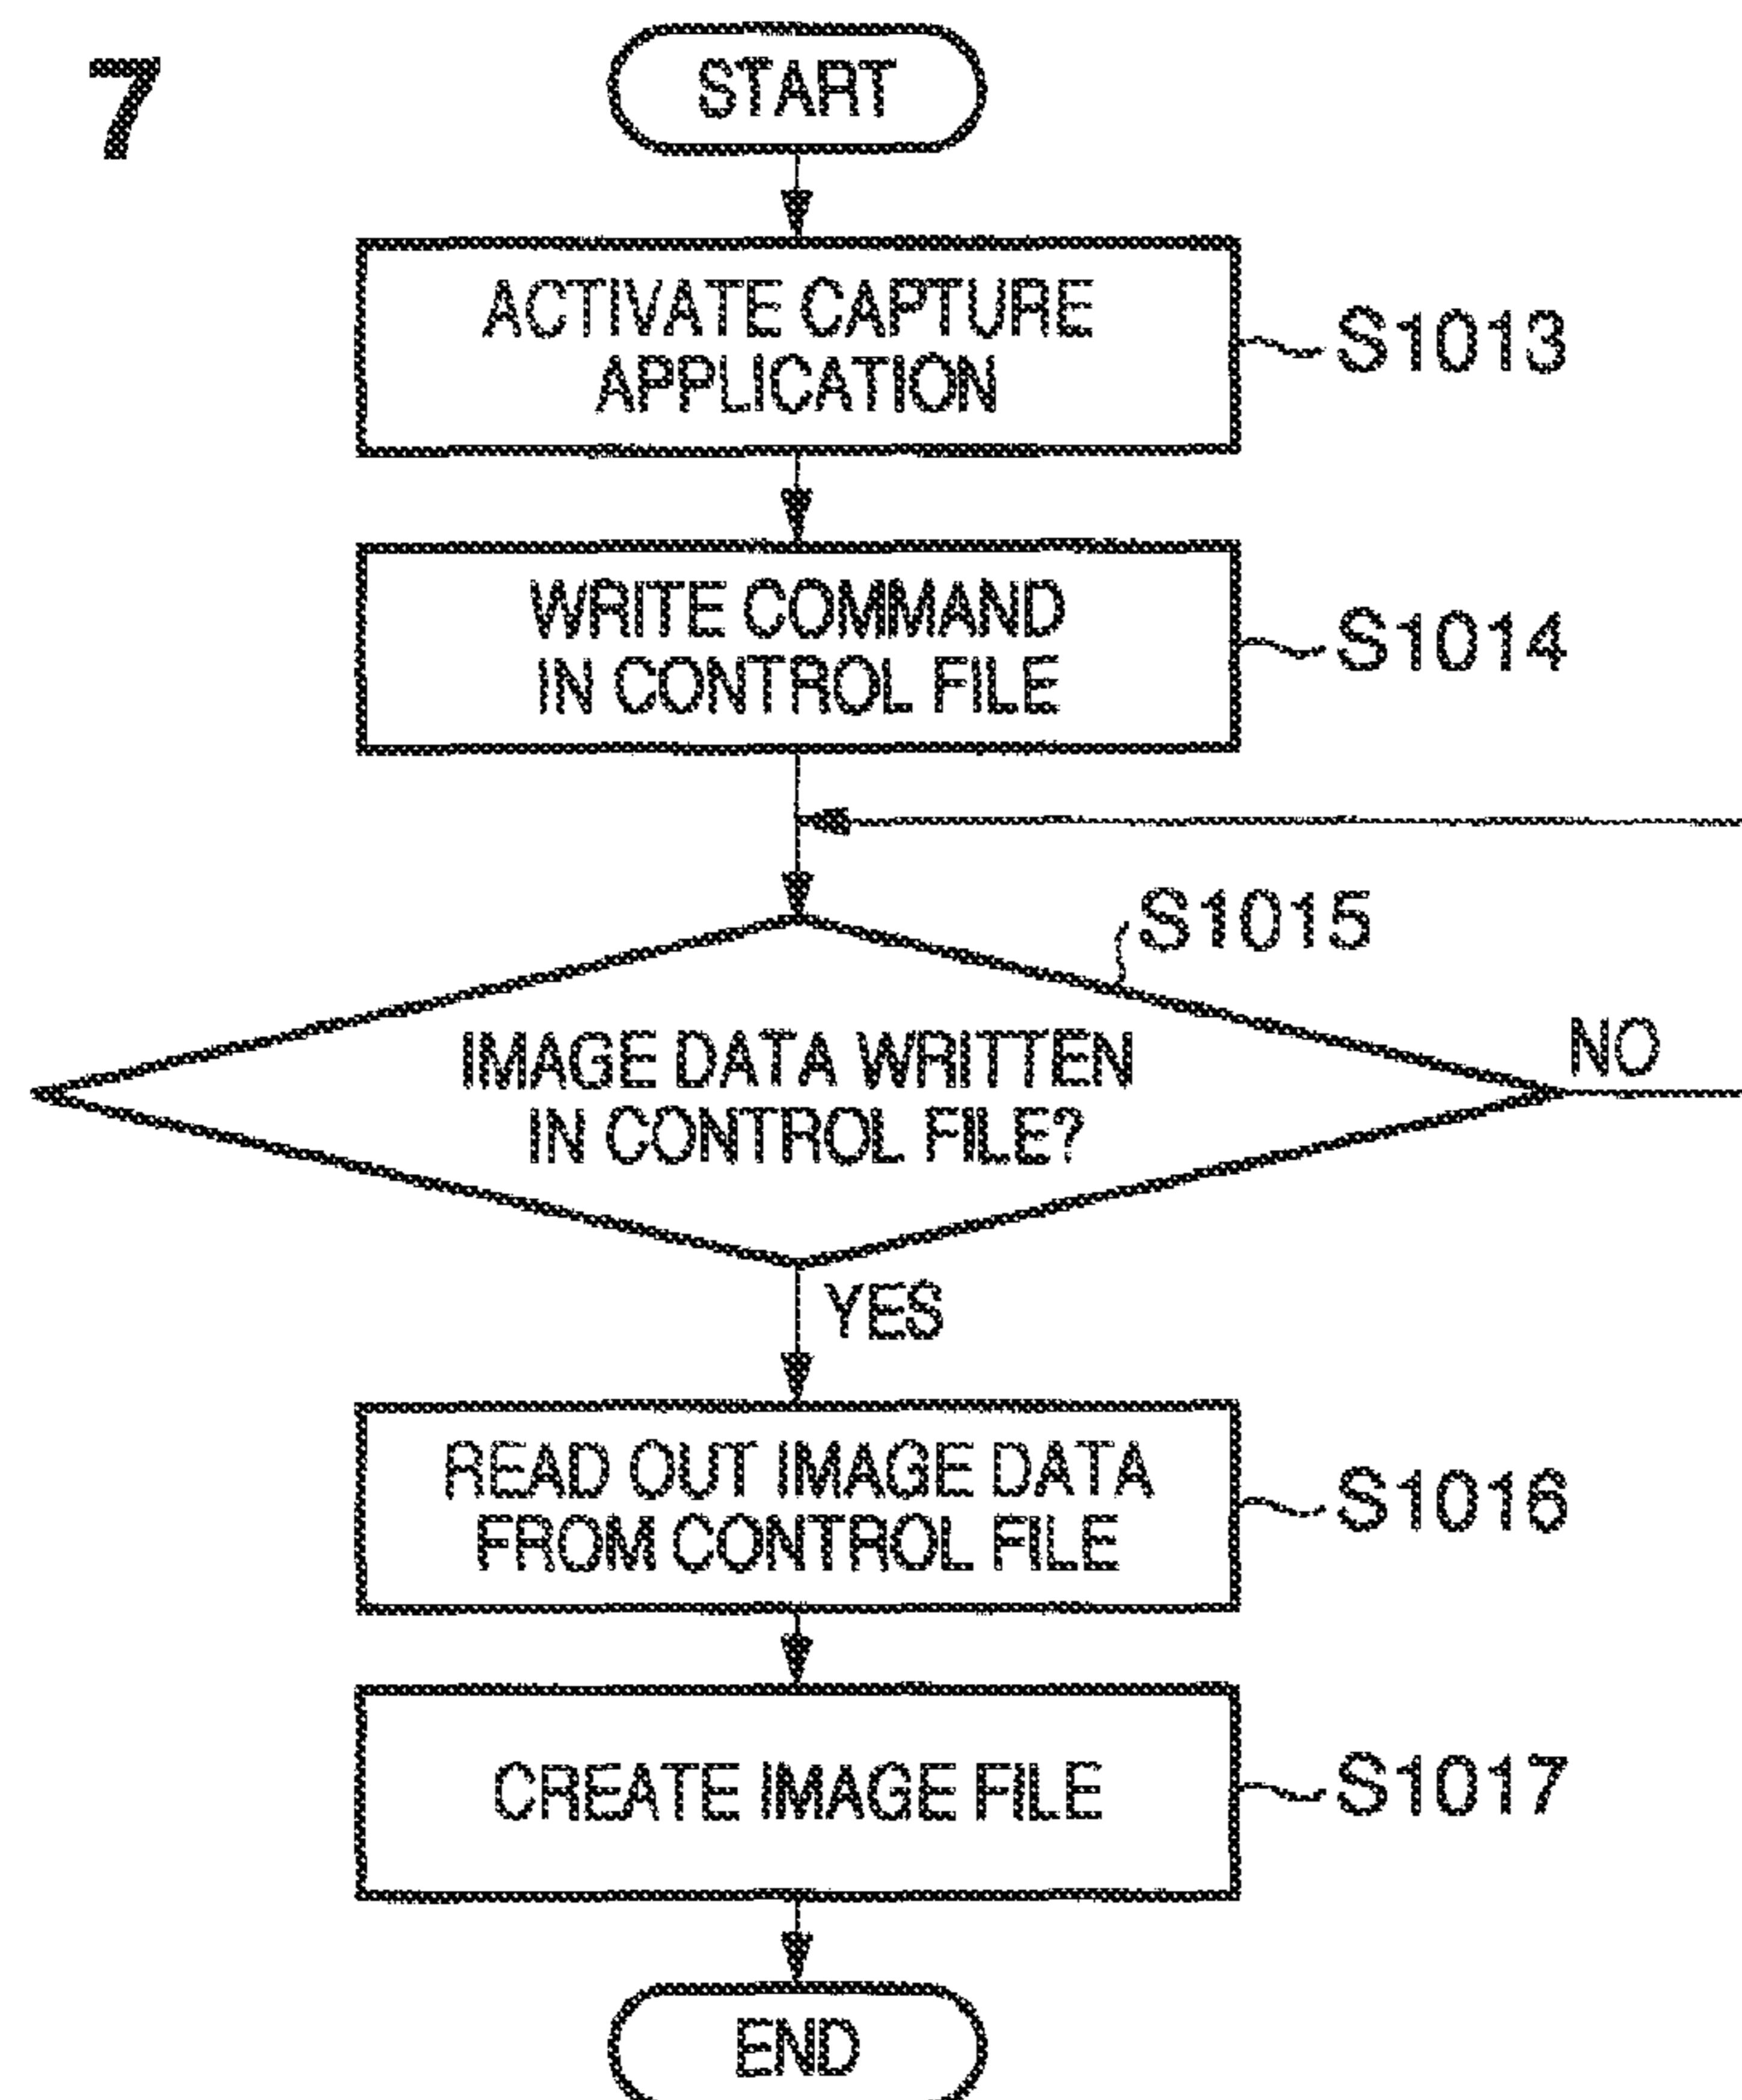 7
START
ACTIVATE CAPTURE
APPLICATION
S1013
WRITE COMMAND
IN CONTROL FILE
S1014
S1015
IMAGE DATA WRITTEN
IN CONTROL FILE?
NO
YES
READ OUT IMAGE DATA
FROM CONTROL FILE
S1016
CREATE IMAGE FILE
S1017
END